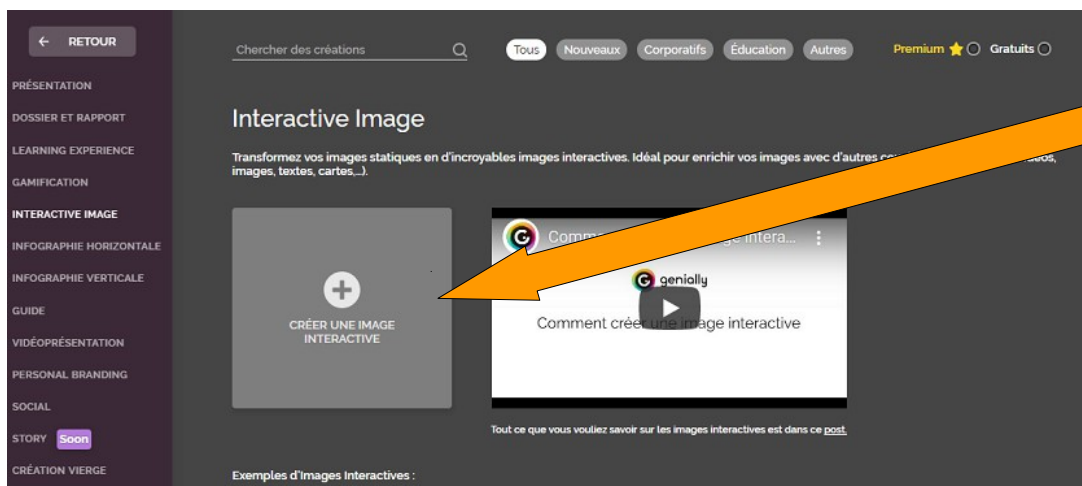 ← RETOUR
PRÉSENTATION
DOSSIER ET RAPPORT
LEARNING EXPERIENCE
GAMIFICATION
INTERACTIVE IMAGE
INFOGRAPHIE HORIZONTALE
INFOGRAPHIE VERTICALE
GUIDE
VIDÉOPRÉSENTATION
PERSONAL BRANDING
SOCIAL
STORY Soon
CRÉATION VIERGE
Chercher des créations
Tous Nouveaux Corporatifs Éducation Autres
Premium Gratuits
Interactive Image
Transformez vos images statiques en d'incroyables images interactives. Idéal pour enrichir vos images avec d'autres
images, textes, cartes,...).
CRÉER UNE IMAGE
INTERACTIVE
G
G genially
Comment créer une image interactive
Tout ce que vous vouliez savoir sur les images interactives est dans ce post.
Exemples d'Images Interactives :